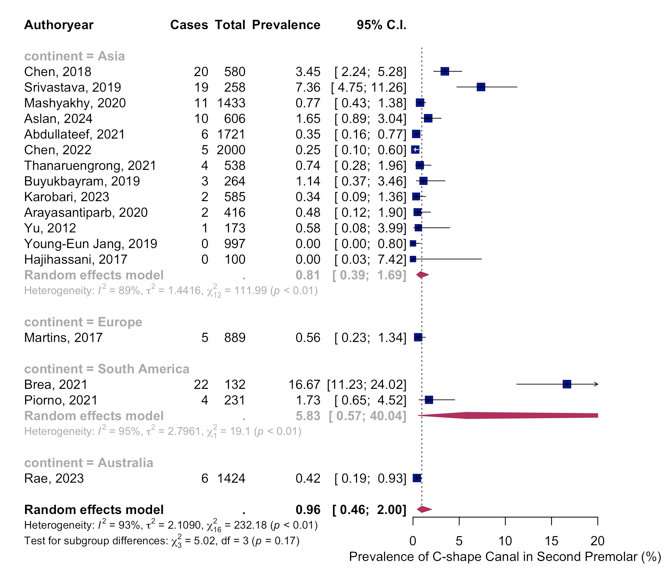 Authoryear Cases Total Prevalence 95% C.I.
continent = Asia
Chen, 2018 20 580 3.45 [ 2.24; 5.28]
Srivastava, 2019 19 258 7.36 [ 4.75; 11.26]
Mashyakhy, 2020 11 1433 0.77 [ 0.43; 1.38]
Aslan, 2024 10 606 1.65 [ 0.89; 3.04]
Abdullateef, 2021 6 1721 0.35 [ 0.16; 0.77]
Chen, 2022 5 2000 0.25 [ 0.10; 0.60]
Thanaruengrong, 2021 4 538 0.74 [ 0.28; 1.96]
Buyukbayram, 2019 3 264 1.14 [ 0.37; 3.46]
Karobari, 2023 2 585 0.34 [ 0.09; 1.36]
Arayasantiparb, 2020 2 416 0.48 [ 0.12; 1.90]
Yu, 2012 1 173 0.58 [ 0.08; 3.99]
Young-Eun Jang, 2019 0 997 0.00 [ 0.00; 0.80]
Hajihassani, 2017 0 100 0.00 [ 0.03; 7.42]
Random effects model . 0.81 [ 0.39; 1.69]
Heterogeneity: I² = 89%, τ² = 1.4416, χ²₁₂ = 111.99 (p < 0.01)
continent = Europe
Martins, 2017 5 889 0.56 [ 0.23; 1.34]
continent = South America
Brea, 2021 22 132 16.67 [11.23; 24.02]
Piorno, 2021 4 231 1.73 [ 0.65; 4.52]
Random effects model . 5.83 [ 0.57; 40.04]
Heterogeneity: I² = 95%, τ² = 2.7961, χ²₁ = 19.1 (p < 0.01)
continent = Australia
Rae, 2023 6 1424 0.42 [ 0.19; 0.93]
Random effects model . 0.96 [ 0.46; 2.00]
Heterogeneity: I² = 93%, τ² = 2.1090, χ²₁₆ = 232.18 (p < 0.01)
Test for subgroup differences: χ²₃ = 5.02, df = 3 (p = 0.17)
0 5 10 15 20
Prevalence of C-shape Canal in Second Premolar (%)